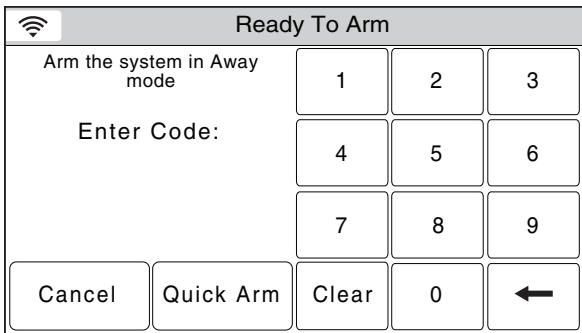 Ready To Arm
Arm the system in Away
mode
Enter Code:
1 2 3
4 5 6
7 8 9
Cancel Quick Arm Clear 0